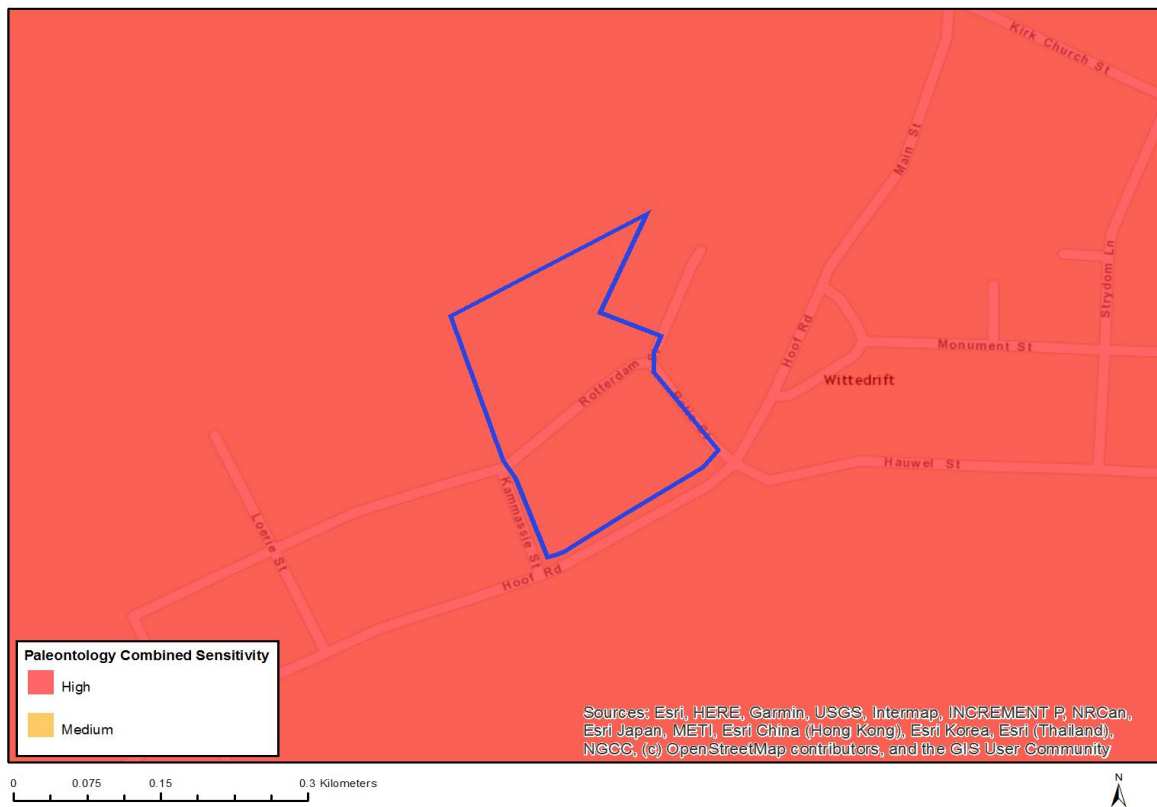 Kirk Church St
Main St
Strydom Ln
Hoof Rd
Monument St
Rotterdam St
Wittedrift
Hauwel St
Kammassie St
Loerie St
Hoof Rd
Paleontology Combined Sensitivity
High
Medium
Sources: Esri, HERE, Garmin, USGS, Intermap, INCREMENT P, NRCan,
Esri Japan, METI, Esri China (Hong Kong), Esri Korea, Esri (Thailand),
NGCC, (c) OpenStreetMap contributors, and the GIS User Community
0 0.075 0.15 0.3 Kilometers
N